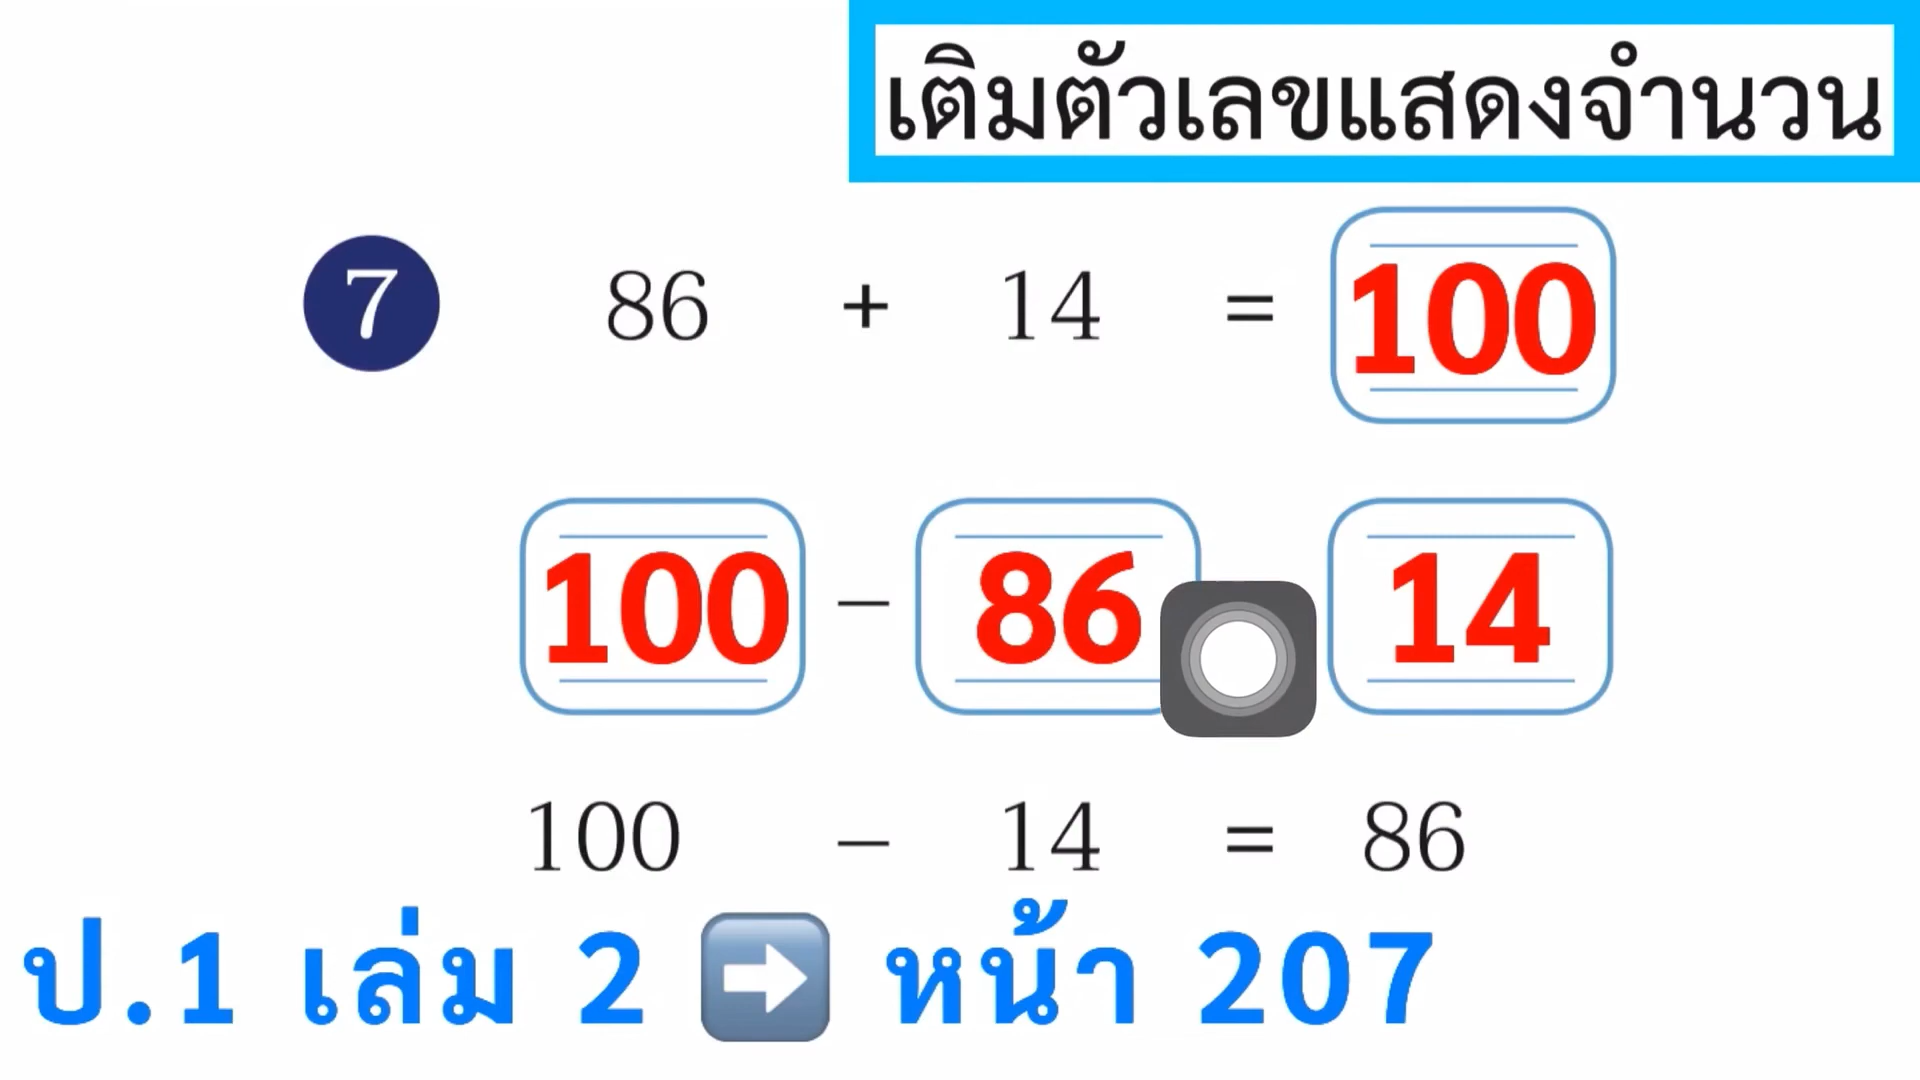 เติมตัวเลขแสดงจำนวน
7 86 + 14 = 100
100 – 86 14
100 – 14 = 86
ป.1 เล่ม 2 ➡ หน้า 207